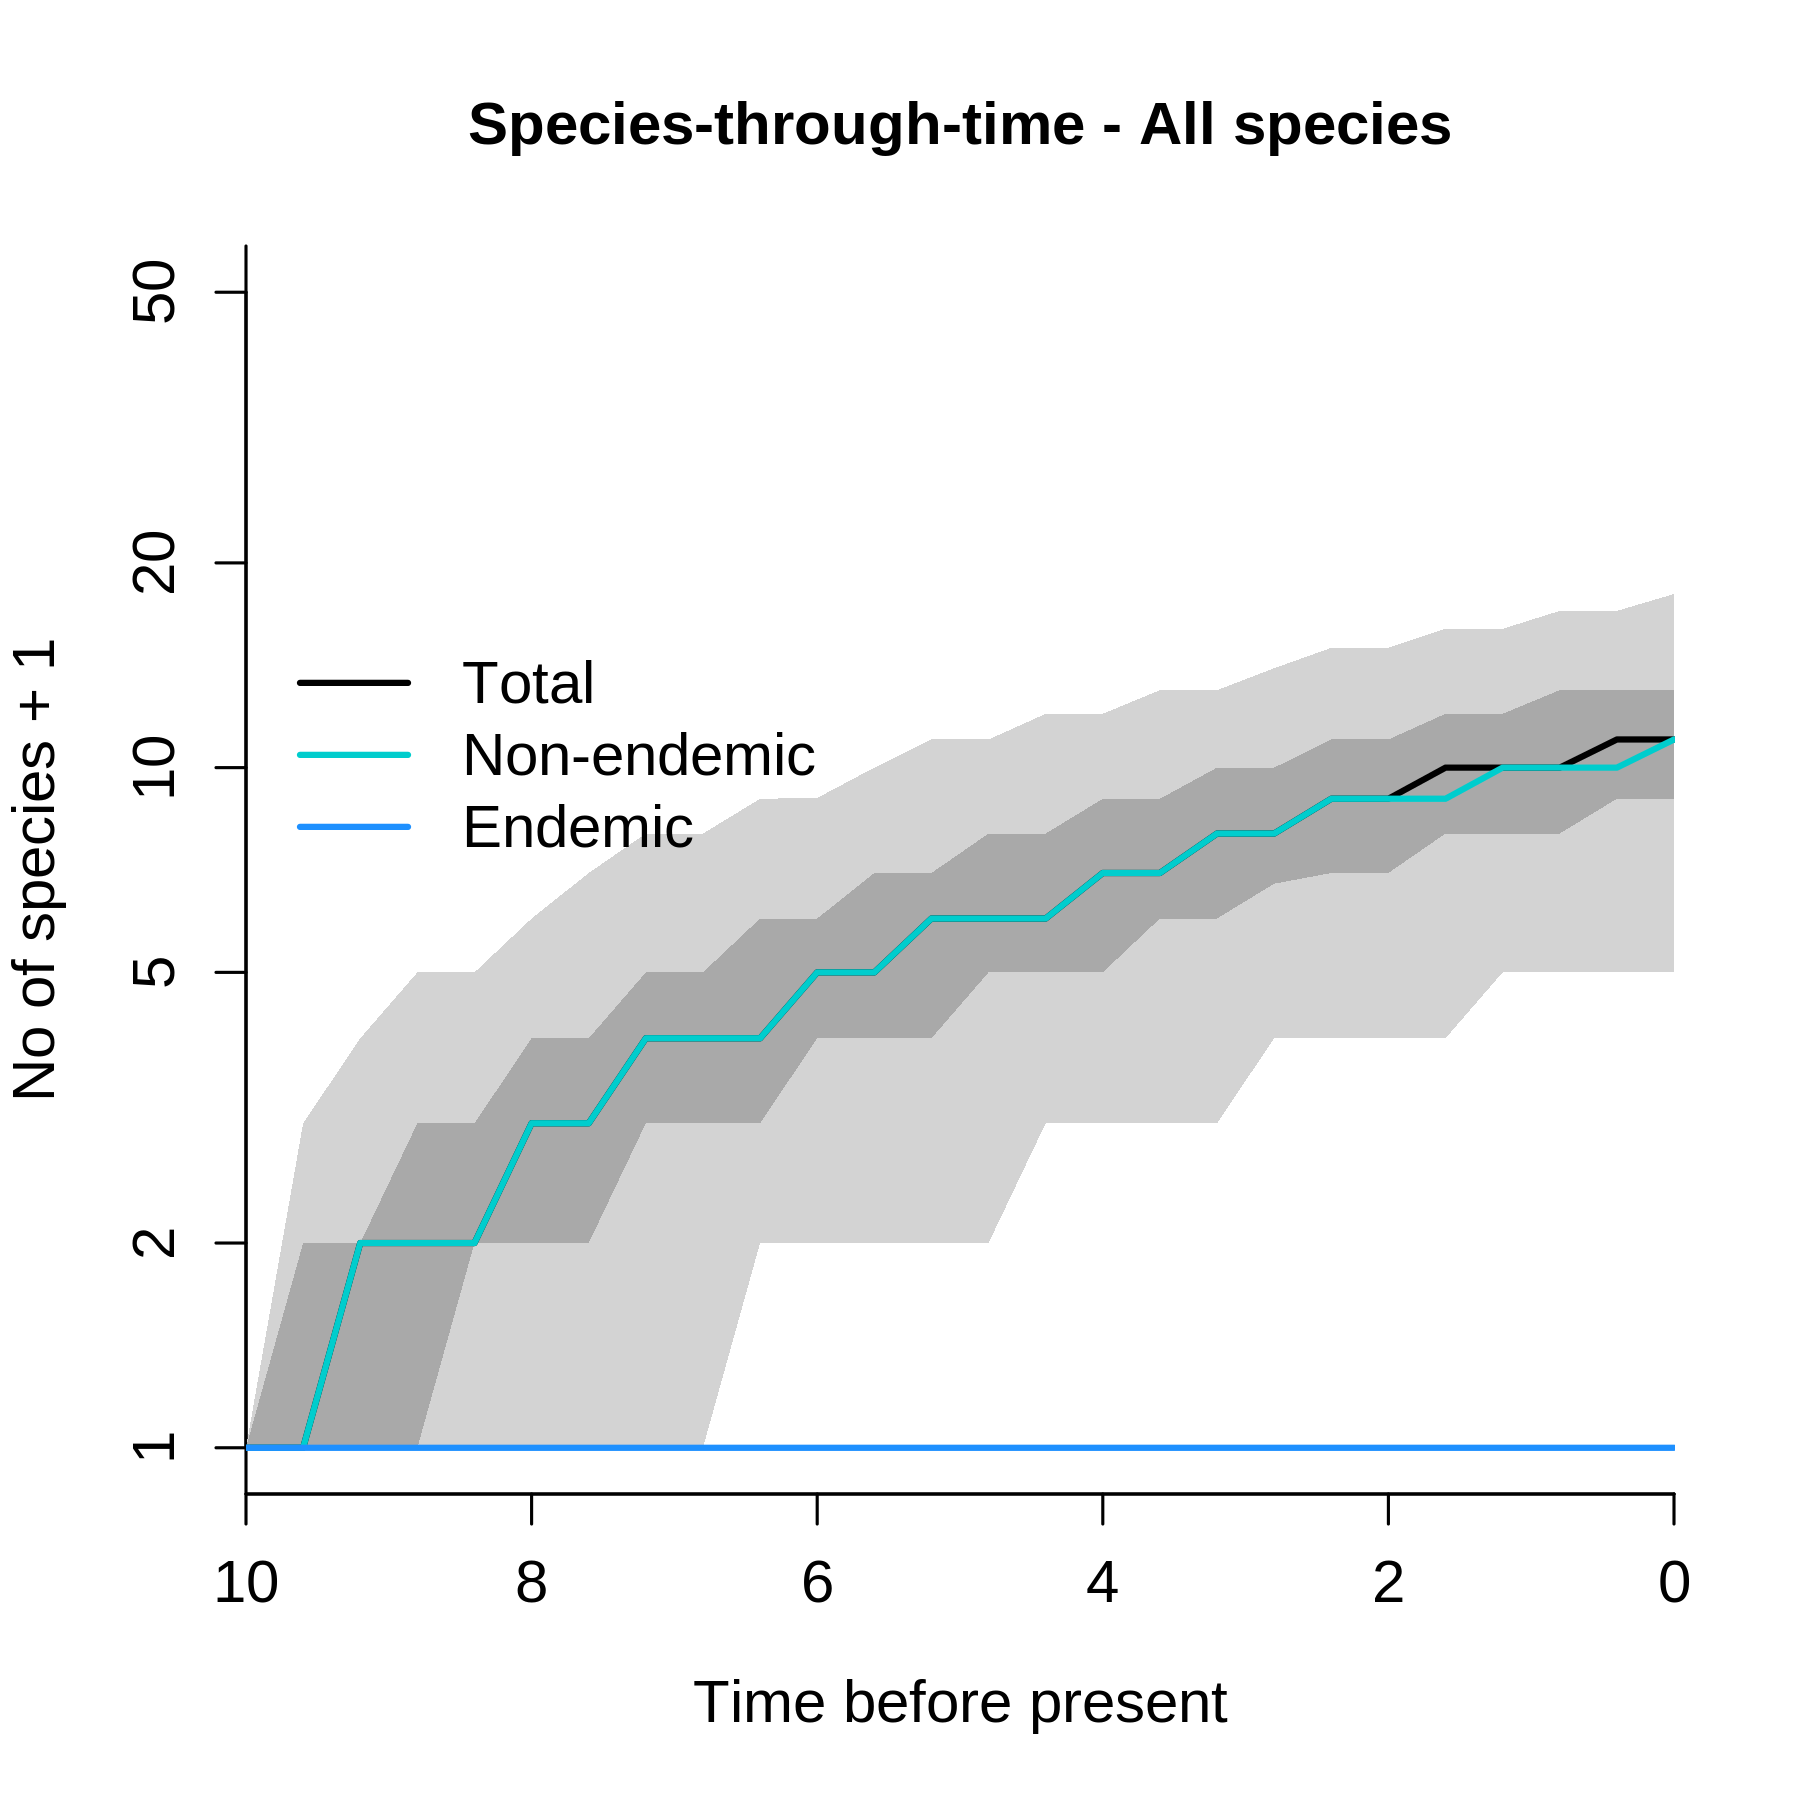 Species-through-time - All species
No of species + 1
50
20
10
5
2
1
Total
Non-endemic
Endemic
10 8 6 4 2 0
Time before present